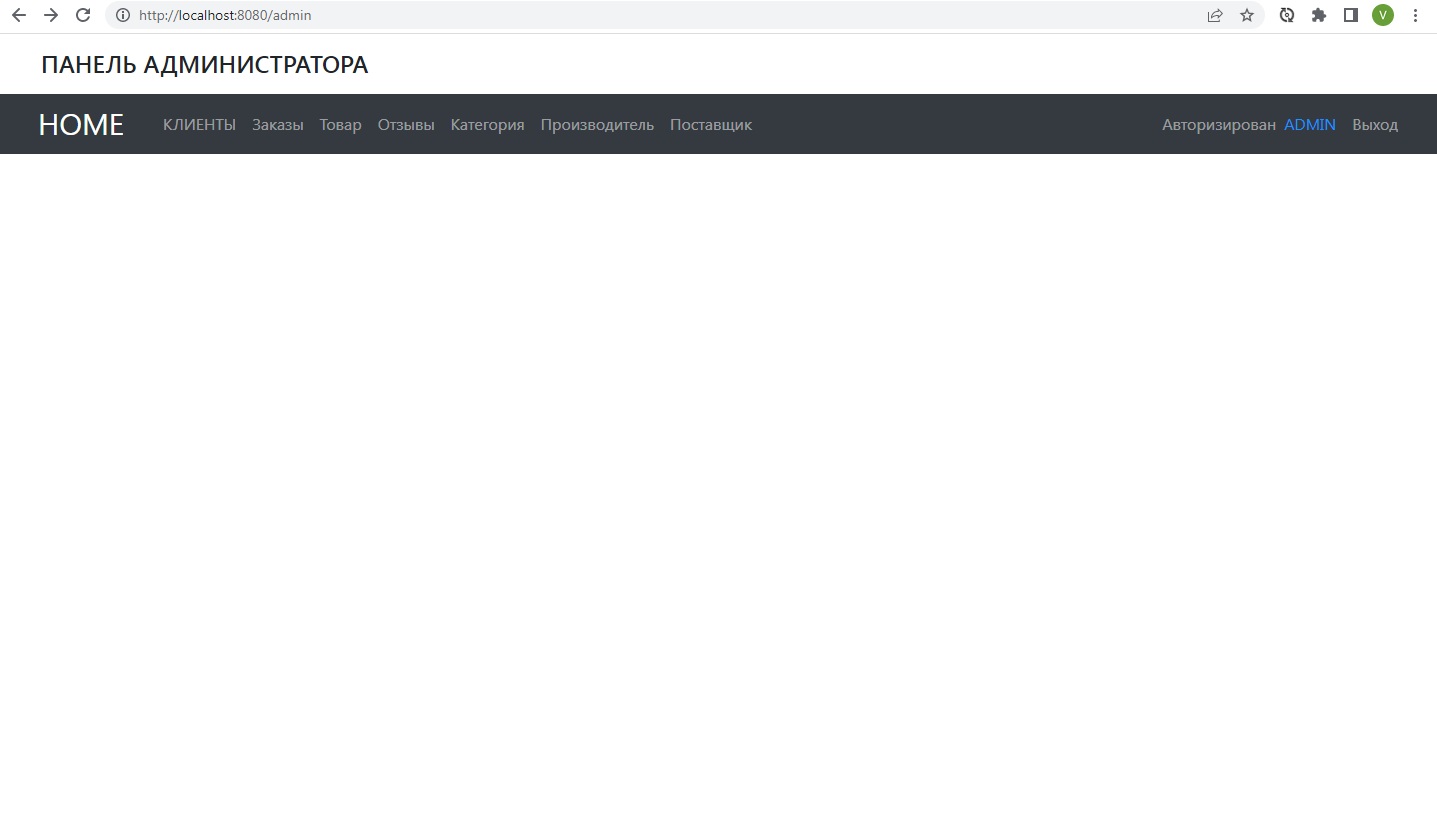 http://localhost:8080/admin
V
ПАНЕЛЬ АДМИНИСТРАТОРА
HOME КЛИЕНТЫ Заказы Товар Отзывы Категория Производитель Поставщик Авторизирован ADMIN Выход